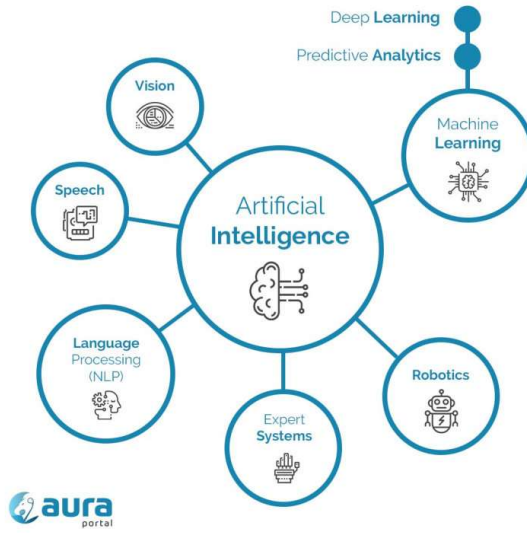 Deep Learning
Predictive Analytics
Machine
Learning
Vision
Speech
Artificial
Intelligence
Language
Processing
(NLP)
Expert
Systems
Robotics
aura
portal